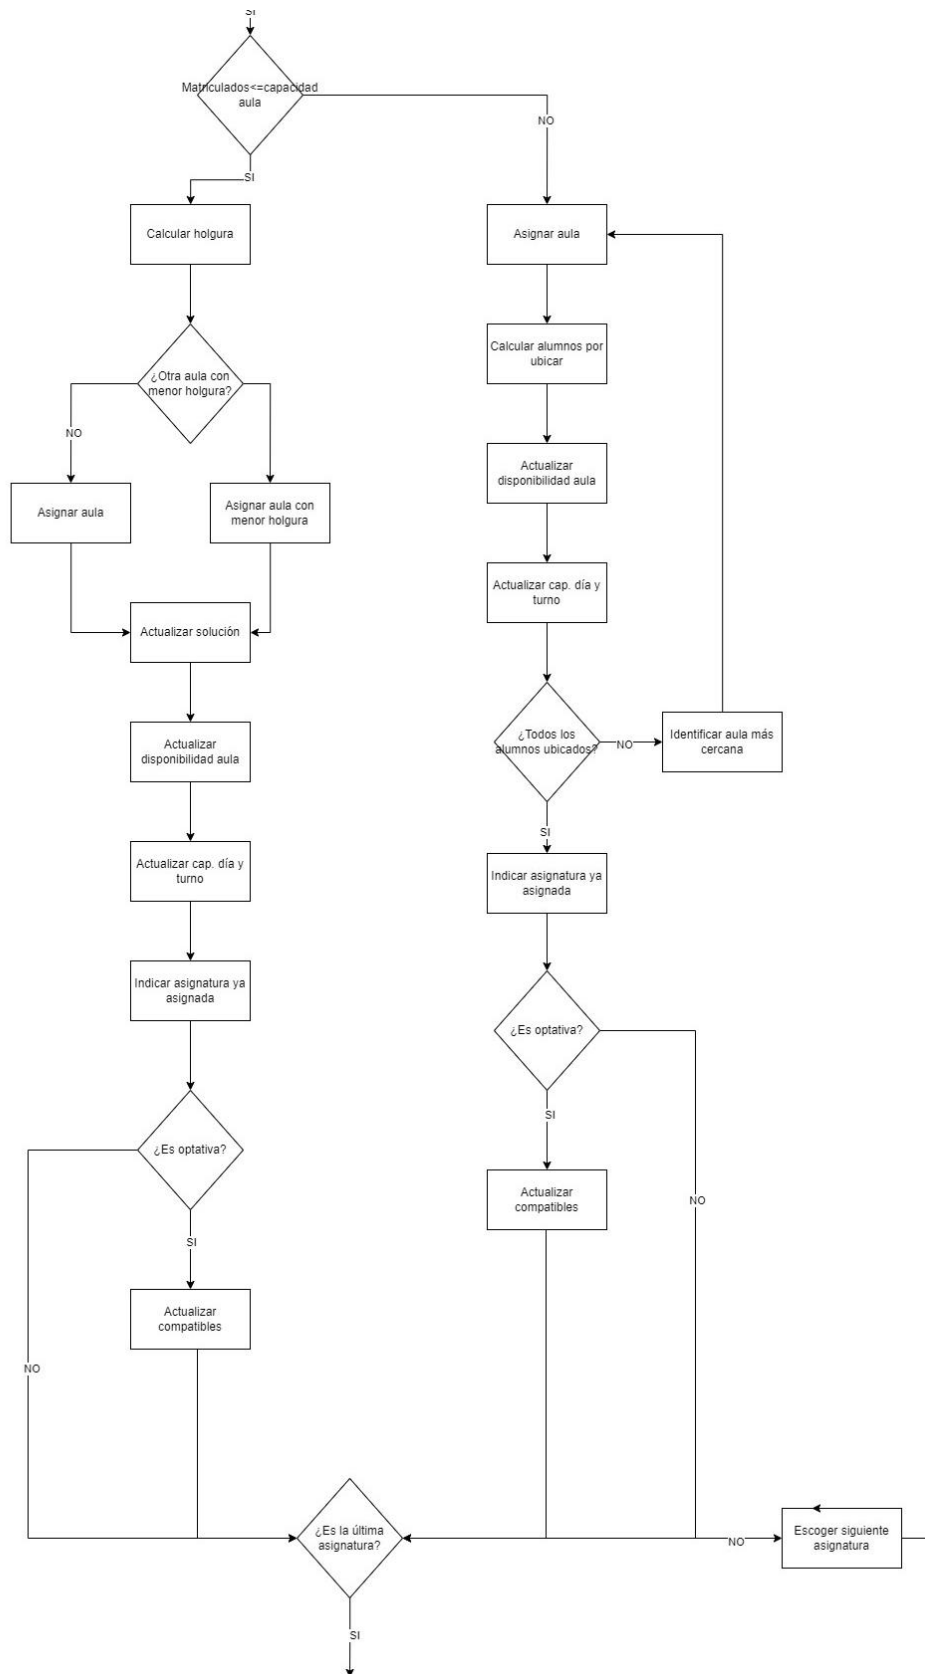 SI
Matriculados<=capacidad
aula
NO
SI
Calcular holgura
Asignar aula
¿Otra aula con
menor holgura?
Calcular alumnos por
ubicar
NO
Asignar aula
Asignar aula con
menor holgura
Actualizar
disponibilidad aula
Actualizar solución
Actualizar cap. día y
turno
Actualizar
disponibilidad aula
¿Todos los
alumnos ubicados?
NO
Identificar aula más
cercana
SI
Actualizar cap. día y
turno
Indicar asignatura ya
asignada
Indicar asignatura ya
asignada
¿Es optativa?
SI
¿Es optativa?
Actualizar
compatibles
NO
SI
Actualizar
compatibles
NO
¿Es la última
asignatura?
NO
Escoger siguiente
asignatura
SI